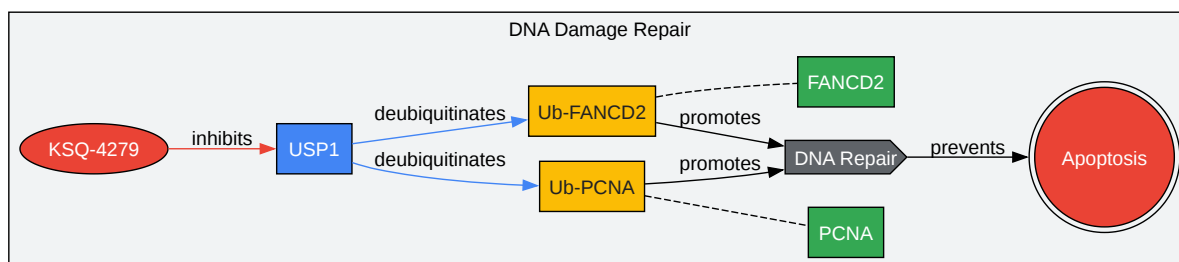 DNA Damage Repair
KSQ-4279
inhibits
USP1
deubiquitinates
deubiquitinates
Ub-FANCD2
Ub-PCNA
promotes
promotes
FANCD2
DNA Repair
PCNA
prevents
Apoptosis